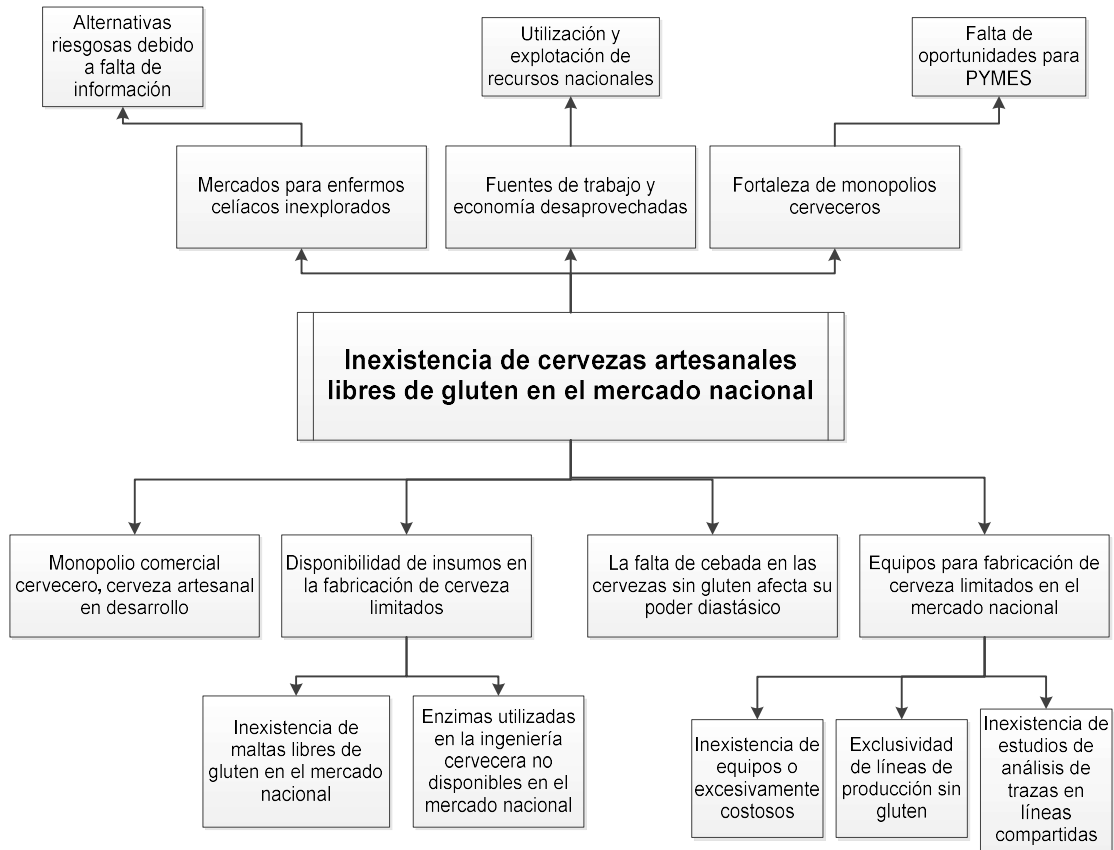 Alternativas
riesgosas debido
a falta de
información
Utilización y
explotación de
recursos nacionales
Falta de
oportunidades para
PYMES
Mercados para enfermos
celíacos inexplorados
Fuentes de trabajo y
economía desaprovechadas
Fortaleza de monopolios
cerveceros
Inexistencia de cervezas artesanales
libres de gluten en el mercado nacional
Monopolio comercial
cervecero, cerveza artesanal
en desarrollo
Disponibilidad de insumos en
la fabricación de cerveza
limitados
La falta de cebada en las
cervezas sin gluten afecta su
poder diastásico
Equipos para fabricación de
cerveza limitados en el
mercado nacional
Inexistencia de
maltas libres de
gluten en el mercado
nacional
Enzimas utilizadas
en la ingeniería
cervecera no
disponibles en el
mercado nacional
Inexistencia de
equipos o
excesivamente
costosos
Exclusividad
de líneas de
producción sin
gluten
Inexistencia de
estudios de
análisis de
trazas en
líneas
compartidas